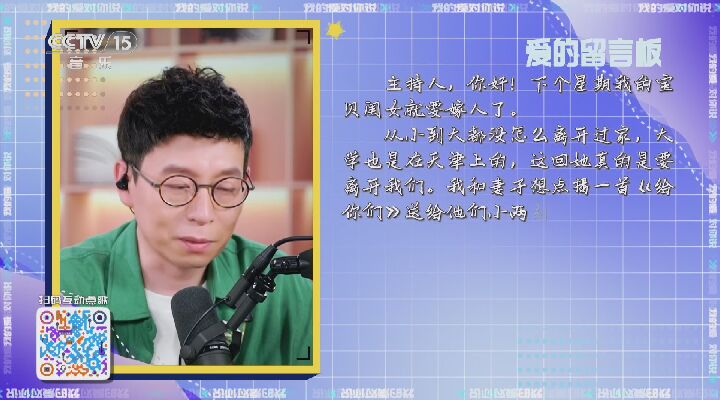 CCTV 15
音乐
爱的留言板
主持人，你好！下个星期我的宝
贝闺女就要嫁人了。
从小到大都没怎么离开过家，大
学也是在天津上的，这回她真的是要
离开我们。我和妻子想点播一首《给
你们》送给他们小两
扫码互动点歌